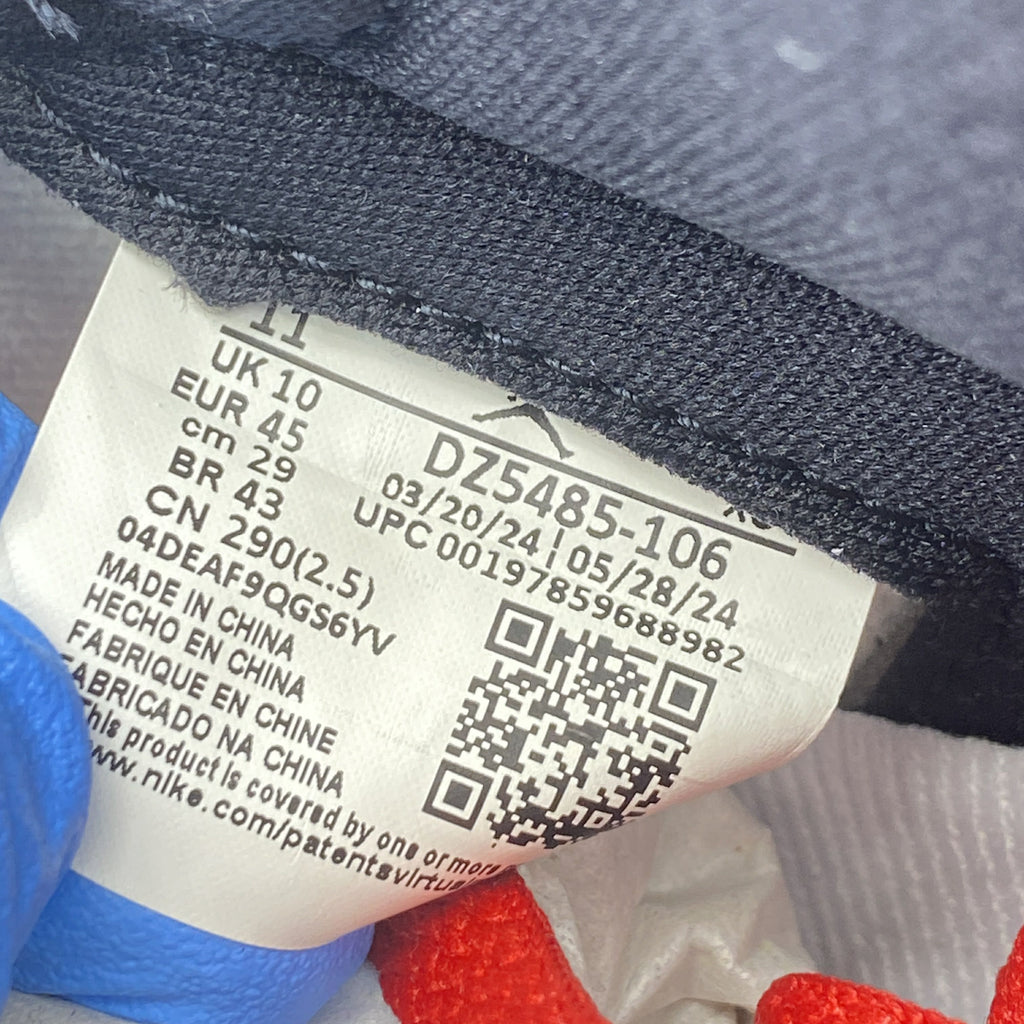 11
UK 10
EUR 45
cm 29
BR 43
CN 290(2.5)
04DEAF9QGS6YV
MADE IN CHINA
HECHO EN CHINA
FABRIQUE EN CHINE
FABRICADO NA CHINA
This product is covered by one or more
www.nike.com/patentsvirtual
DZ5485-106
03/20/24 | 05/28/24
UPC 00197859688982